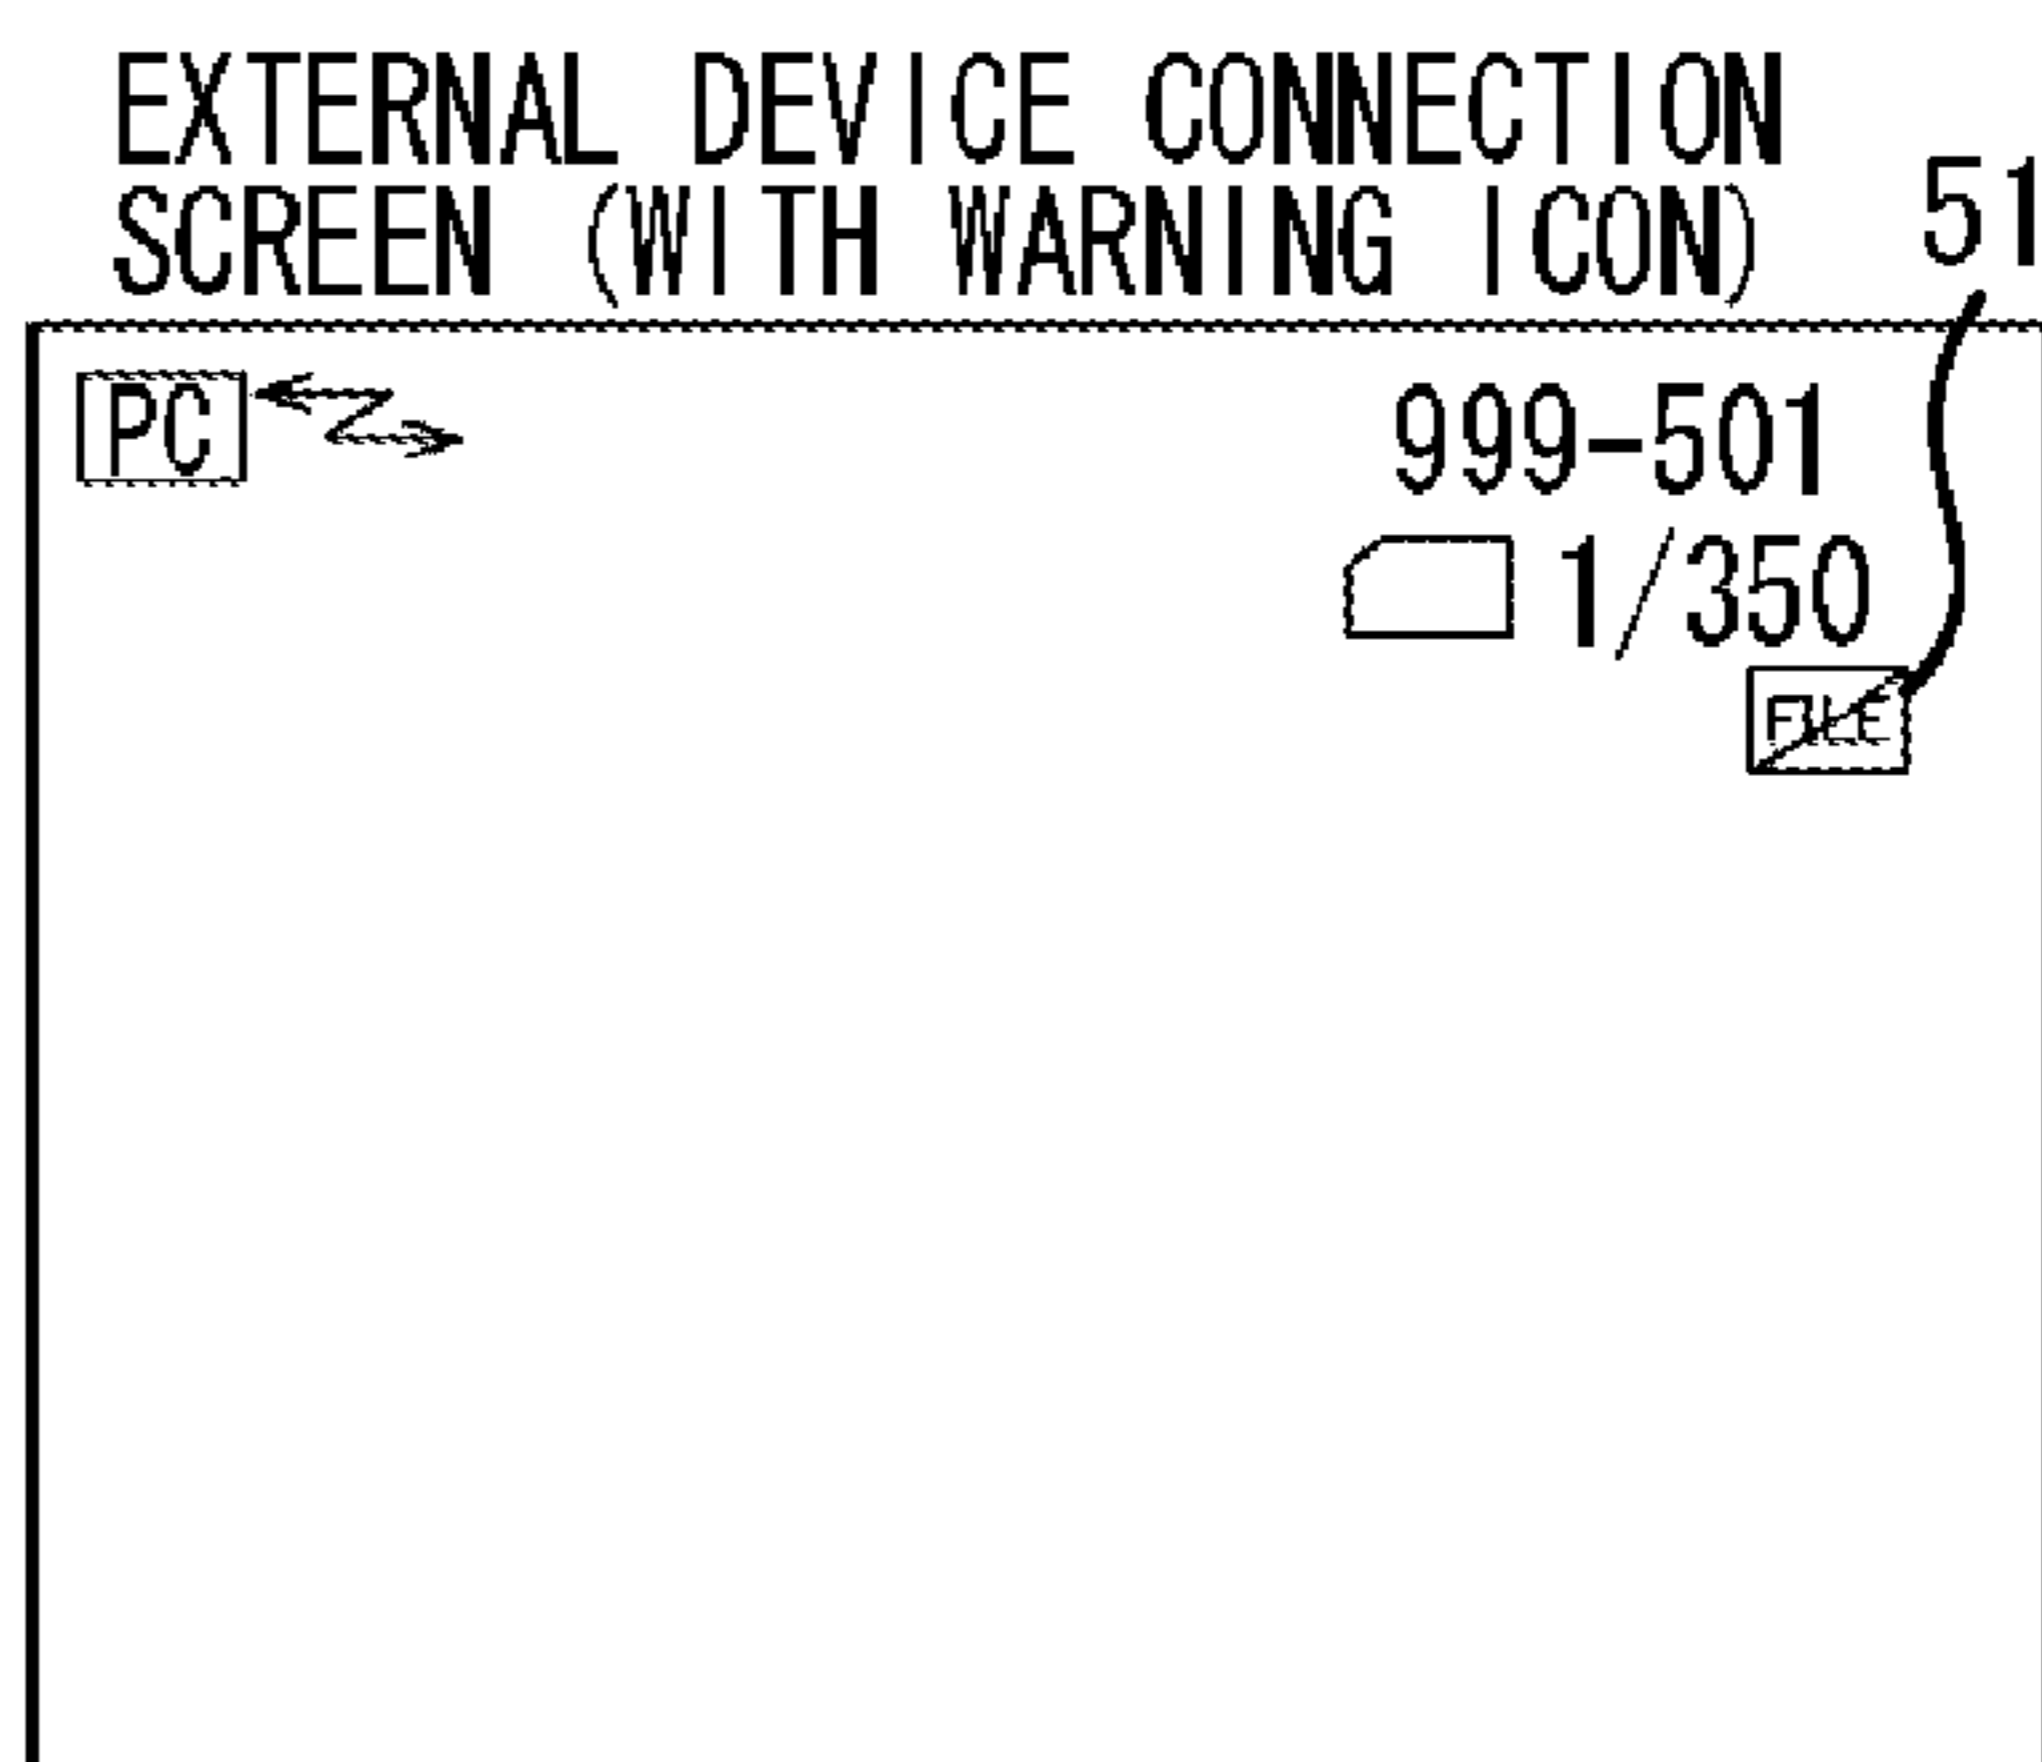 EXTERNAL DEVICE CONNECTION
SCREEN (WITH WARNING ICON)
51
PC
999-501
1/350
FILE